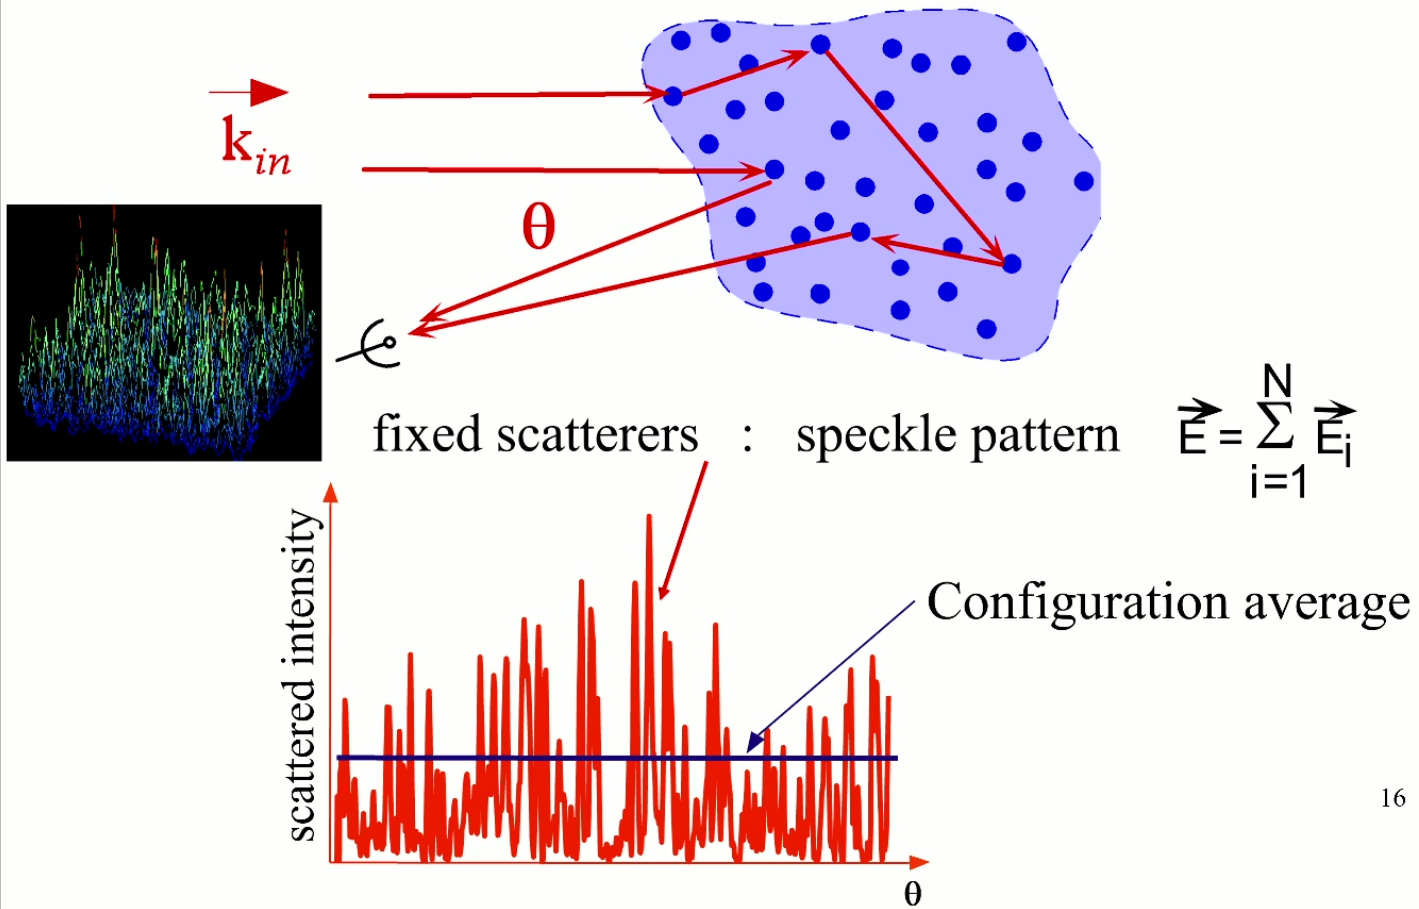 k_in
θ
fixed scatterers : speckle pattern
E = Σ_{i=1}^{N} E_i
scattered intensity
Configuration average
θ
16